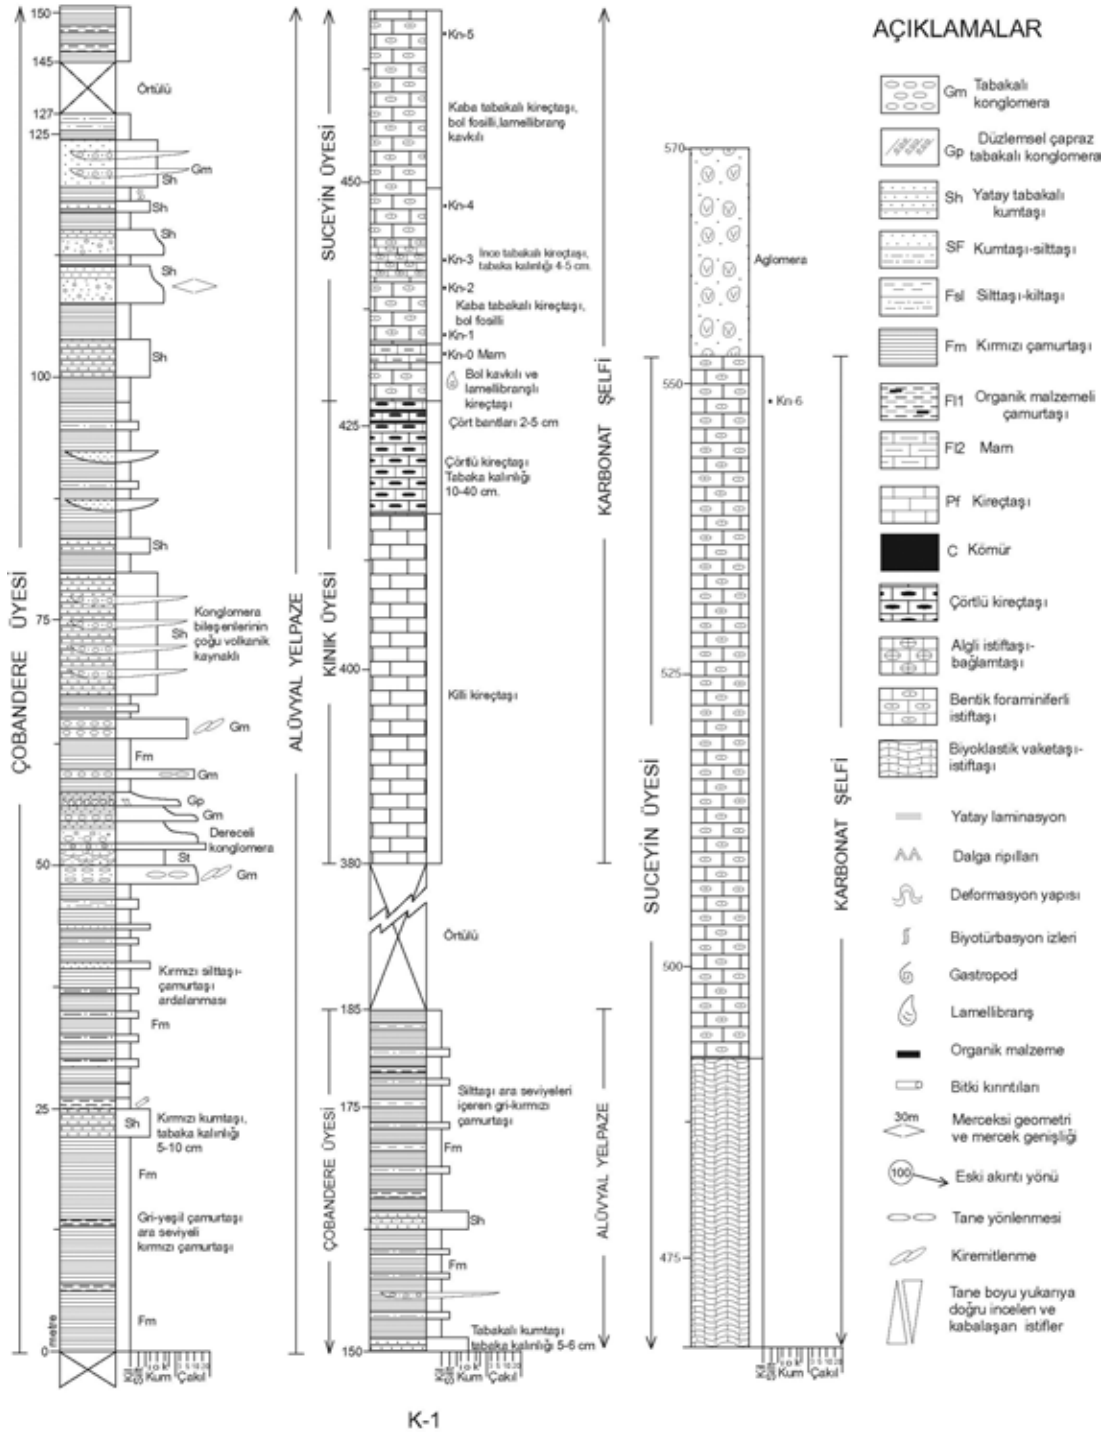 150
145
Örtülü
127
125
Gm
Sh
Sh
Sh
Sh
Sh
100
Sh
75
Konglomera
bileşenlerinin
çoğu volkanik
Sh kaynaklı
Gm
Fm
Gm
Gp
Gm
Dereceli
konglomera
St
50
Gm
Kırmızı silttaşı-
çamurtaşı
ardalanması
Fm
25
Sh
Kırmızı kumtaşı,
tabaka kalınlığı
5-10 cm
Fm
Gri-yeşil çamurtaşı
ara seviyeli
kırmızı çamurtaşı
Fm
metre
0
Kil
Silt
Kum
Çakıl
ÇOBANDERE ÜYESİ
ALÜVYAL YELPAZE
Kn-5
Kaba tabakalı kireçtaşı,
bol fosilli,lamellibranş
kavkılı
450
Kn-4
Kn-3
İnce tabakalı kireçtaşı,
tabaka kalınlığı 4-5 cm.
Kn-2
Kaba tabakalı kireçtaşı,
bol fosilli
Kn-1
Kn-0 Marn
Bol kavkılı ve
lamellibranşlı
kireçtaşı
425
Çört bantları 2-5 cm
Çörtlü kireçtaşı
Tabaka kalınlığı
10-40 cm.
400
Killi kireçtaşı
380
Örtülü
185
Silttaşı ara seviyeleri
içeren gri-kırmızı
çamurtaşı
175
Fm
Sh
Fm
Tabakalı kumtaşı
tabaka kalınlığı 5-6 cm
150
Kil
Silt
Kum
Çakıl
SUCEYİN ÜYESİ
KINIK ÜYESİ
ÇOBANDERE ÜYESİ
KARBONAT ŞELFİ
ALÜVYAL YELPAZE
K-1
570
Aglomera
550
Kn-6
525
500
475
Kil
Silt
Kum
Çakıl
SUCEYİN ÜYESİ
KARBONAT ŞELFİ
AÇIKLAMALAR
Gm Tabakalı
konglomera
Gp Düzlemsel çapraz
tabakalı konglomera
Sh Yatay tabakalı
kumtaşı
SF Kumtaşı-silttaşı
Fsl Silttaşı-kiltaşı
Fm Kırmızı çamurtaşı
Fl1 Organik malzemeli
çamurtaşı
Fl2 Marn
Pf Kireçtaşı
C Kömür
Çörtlü kireçtaşı
Algli istiftaşı-
bağlamtaşı
Bentik foraminiferli
istiftaşı
Biyoklastik vaketaşı-
istiftaşı
Yatay laminasyon
Dalga ripılları
Deformasyon yapısı
Biyotürbasyon izleri
Gastropod
Lamellibranş
Organik malzeme
Bitki kırıntıları
30m
Merceksi geometri
ve mercek genişliği
100
Eski akıntı yönü
Tane yönlenmesi
Kiremitlenme
Tane boyu yukarıya
doğru incelen ve
kabalaşan istifler